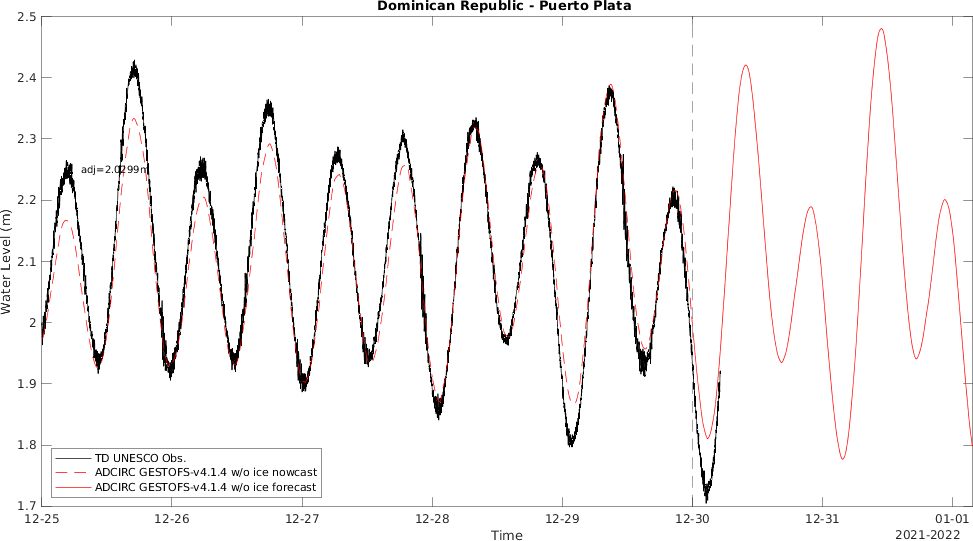 Dominican Republic - Puerto Plata
2.5
2.4
2.3
2.2
2.1
2
1.9
1.8
1.7
Water Level (m)
adj=2.0299m
TD UNESCO Obs.
ADCIRC GESTOFS-v4.1.4 w/o ice nowcast
ADCIRC GESTOFS-v4.1.4 w/o ice forecast
12-25 12-26 12-27 12-28 12-29 12-30 12-31 01-01
Time
2021-2022